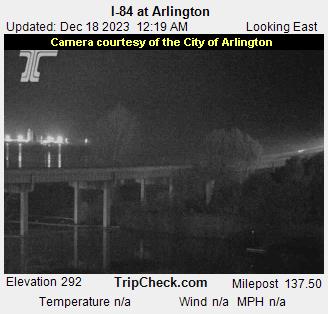 I-84 at Arlington
Updated: Dec 18 2023 12:19 AM Looking East
Camera courtesy of the City of Arlington
Elevation 292 TripCheck.com Milepost 137.50
Temperature n/a Wind n/a MPH n/a